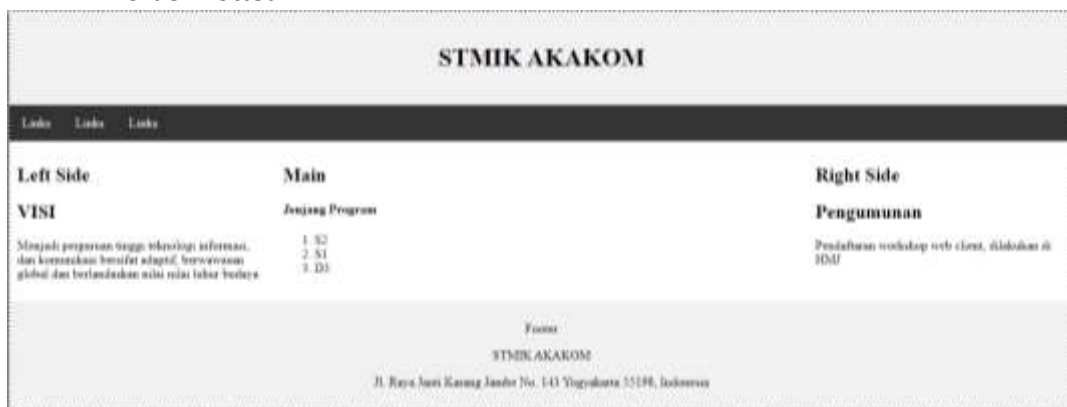 STMIK AKAKOM
Links Links Links
Left Side
VISI
Menjadi perguruan tinggi teknologi informasi,
dan komunikasi bersifat adaptif, berwawasan
global dan berlandaskan nilai nilai luhur budaya
Main
Jenjang Program
1. S2
2. S1
3. D3
Right Side
Pengumunan
Pendaftaran workshop web client, dilakukan di
HMJ
Footer
STMIK AKAKOM
Jl. Raya Janti Karang Jambe No. 143 Yogyakarta 55198, Indonesia